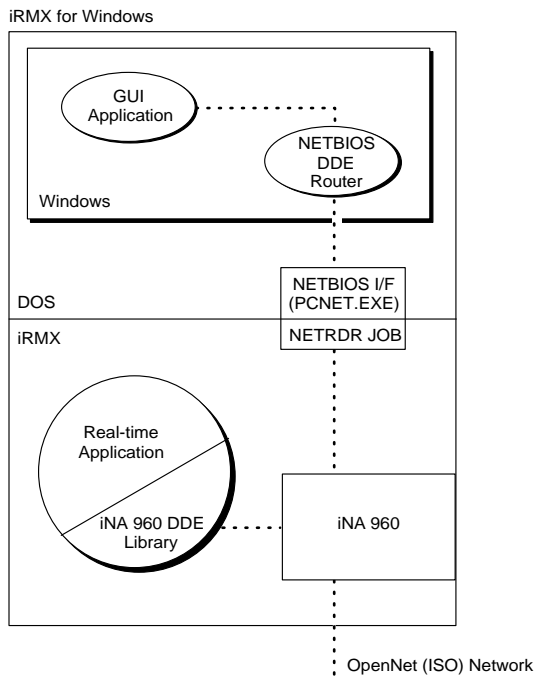 iRMX for Windows
GUI
Application
NETBIOS
DDE
Router
Windows
NETBIOS I/F
(PCNET.EXE)
DOS
NETRDR JOB
iRMX
Real-time
Application
iNA 960 DDE
Library
iNA 960
OpenNet (ISO) Network